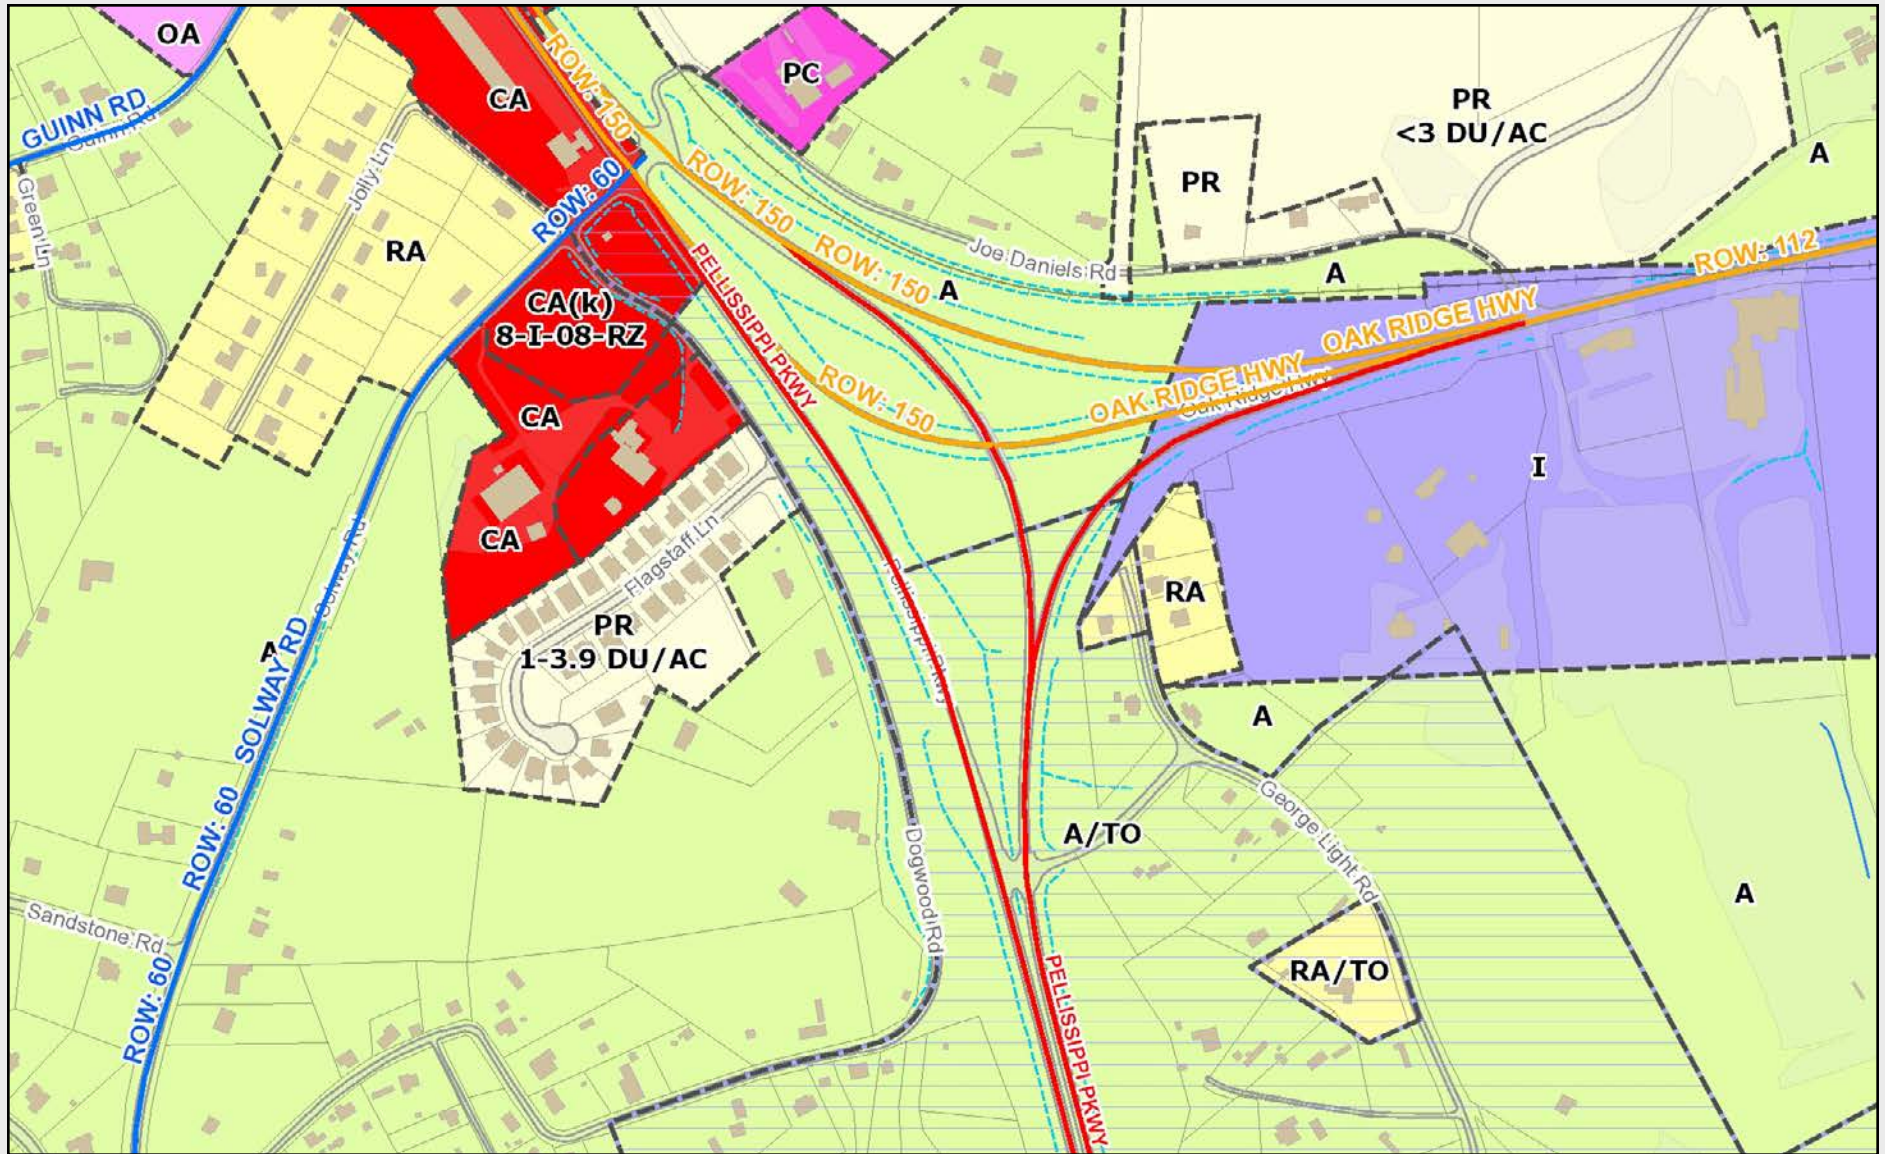 OA
GUINN RD
Guinn Rd
Green Ln
Jolly Ln
RA
CA
ROW: 150
PC
ROW: 60
ROW: 150
ROW: 150
A
Joe Daniels Rd
PR
<3 DU/AC
PR
A
A
ROW: 112
OAK RIDGE HWY
OAK RIDGE HWY
Oak Ridge Hwy
ROW: 150
PELLISSIPPI PKWY
CA(k)
8-I-08-RZ
CA
CA
I
Flagstaff Ln
PR
1-3.9 DU/AC
Pellissippi Pkwy
RA
A
Solway Rd
A
SOLWAY RD
ROW: 60
Sandstone Rd
ROW: 60
Dogwood Rd
A/TO
George Light Rd
RA/TO
A
PELLISSIPPI PKWY